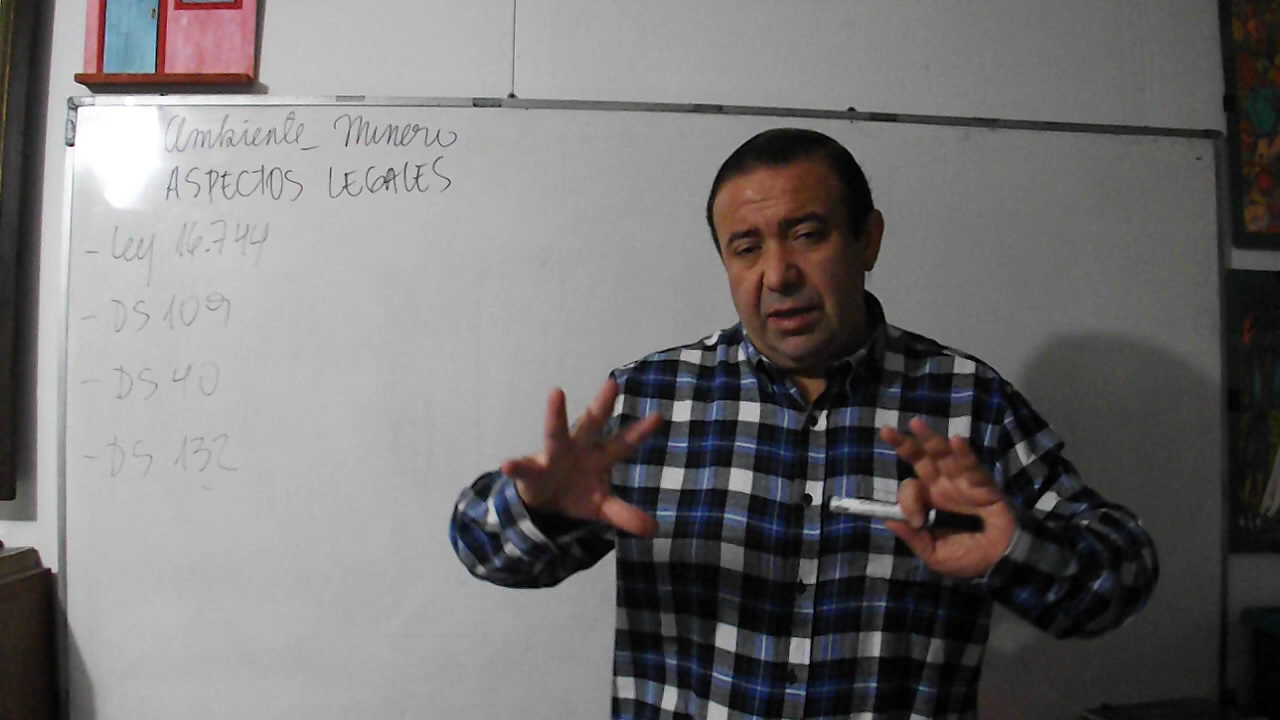 Ambiente_ Minero
ASPECTOS LEGALES
- Ley 16.744
- DS 109
- DS 40
- DS 132